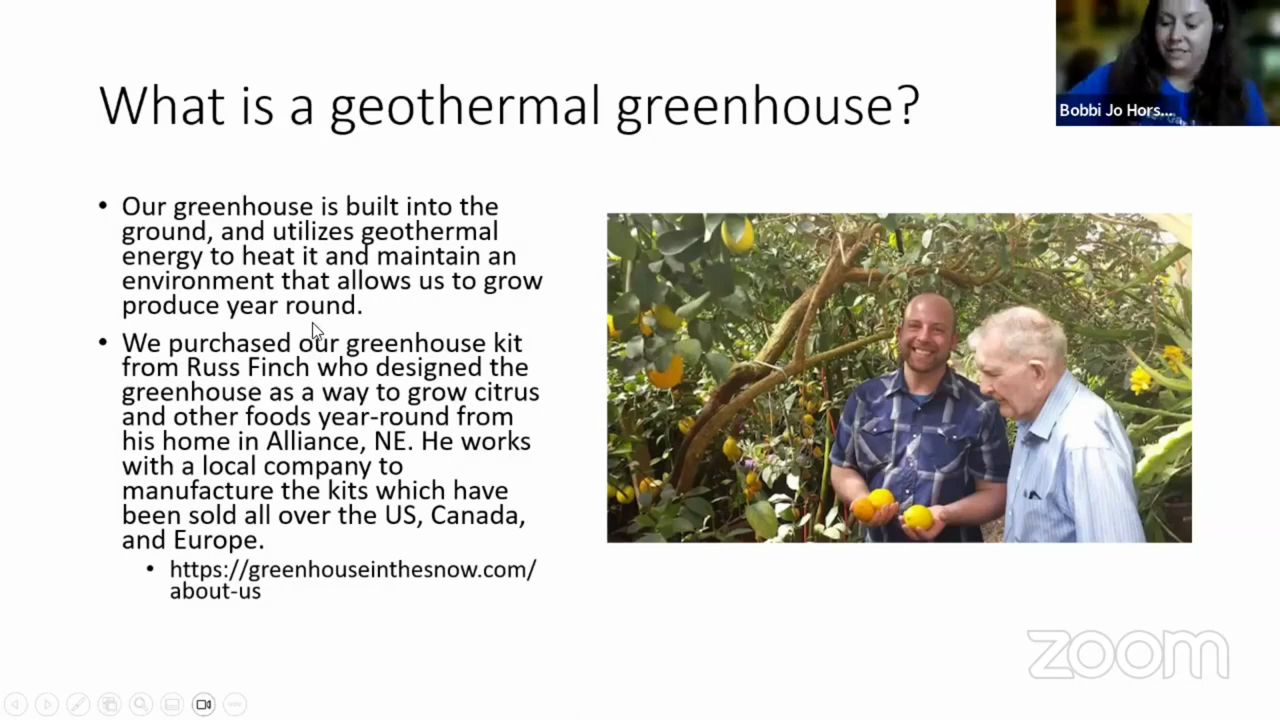 What is a geothermal greenhouse?
Bobbi Jo Hors...
• Our greenhouse is built into the
ground, and utilizes geothermal
energy to heat it and maintain an
environment that allows us to grow
produce year round.
• We purchased our greenhouse kit
from Russ Finch who designed the
greenhouse as a way to grow citrus
and other foods year-round from
his home in Alliance, NE. He works
with a local company to
manufacture the kits which have
been sold all over the US, Canada,
and Europe.
• https://greenhouseinthesnow.com/
about-us
zoom